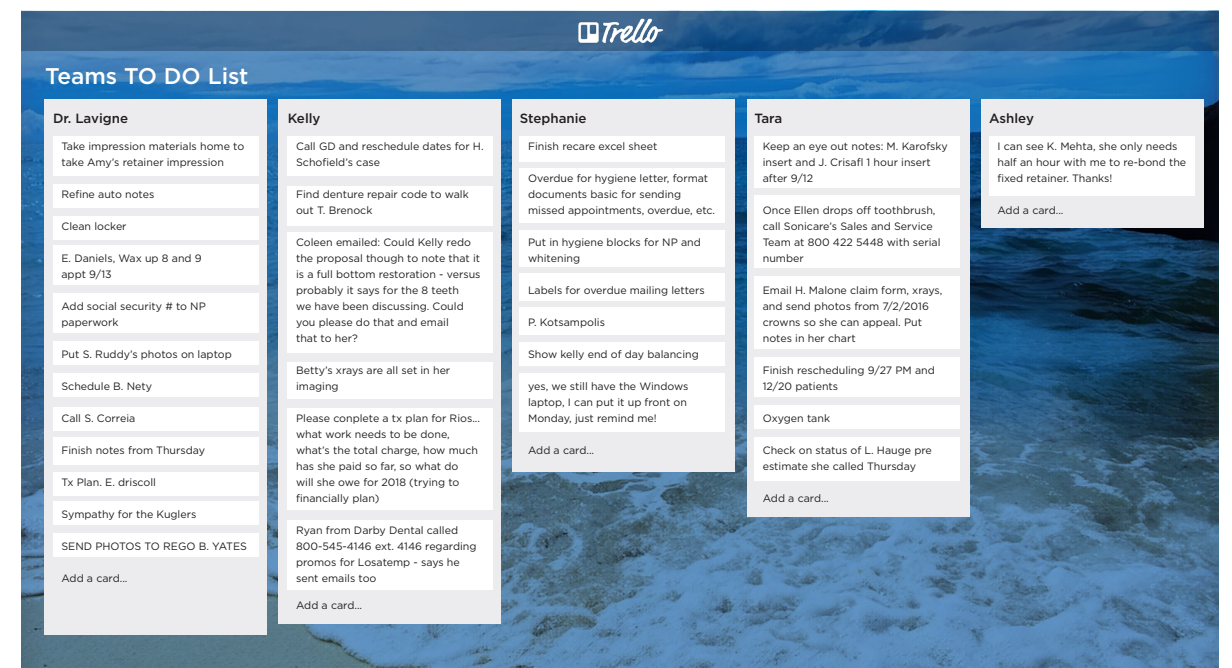 Trello
Teams TO DO List
Dr. Lavigne
Take impression materials home to
take Amy's retainer impression
Refine auto notes
Clean locker
E. Daniels, Wax up 8 and 9
appt 9/13
Add social security # to NP
paperwork
Put S. Ruddy's photos on laptop
Schedule B. Nety
Call S. Correia
Finish notes from Thursday
Tx Plan. E. driscoll
Sympathy for the Kuglers
SEND PHOTOS TO REGO B. YATES
Add a card...
Kelly
Call GD and reschedule dates for H.
Schofield's case
Find denture repair code to walk
out T. Brenock
Coleen emailed: Could Kelly redo
the proposal though to note that it
is a full bottom restoration - versus
probably it says for the 8 teeth
we have been discussing. Could
you please do that and email
that to her?
Betty's xrays are all set in her
imaging
Please conplete a tx plan for Rios...
what work needs to be done,
what's the total charge, how much
has she paid so far, so what do
will she owe for 2018 (trying to
financially plan)
Ryan from Darby Dental called
800-545-4146 ext. 4146 regarding
promos for Losatemp - says he
sent emails too
Add a card...
Stephanie
Finish recare excel sheet
Overdue for hygiene letter, format
documents basic for sending
missed appointments, overdue, etc.
Put in hygiene blocks for NP and
whitening
Labels for overdue mailing letters
P. Kotsampolis
Show kelly end of day balancing
yes, we still have the Windows
laptop, I can put it up front on
Monday, just remind me!
Add a card...
Tara
Keep an eye out notes: M. Karofsky
insert and J. Crisafl 1 hour insert
after 9/12
Once Ellen drops off toothbrush,
call Sonicare's Sales and Service
Team at 800 422 5448 with serial
number
Email H. Malone claim form, xrays,
and send photos from 7/2/2016
crowns so she can appeal. Put
notes in her chart
Finish rescheduling 9/27 PM and
12/20 patients
Oxygen tank
Check on status of L. Hauge pre
estimate she called Thursday
Add a card...
Ashley
I can see K. Mehta, she only needs
half an hour with me to re-bond the
fixed retainer. Thanks!
Add a card...